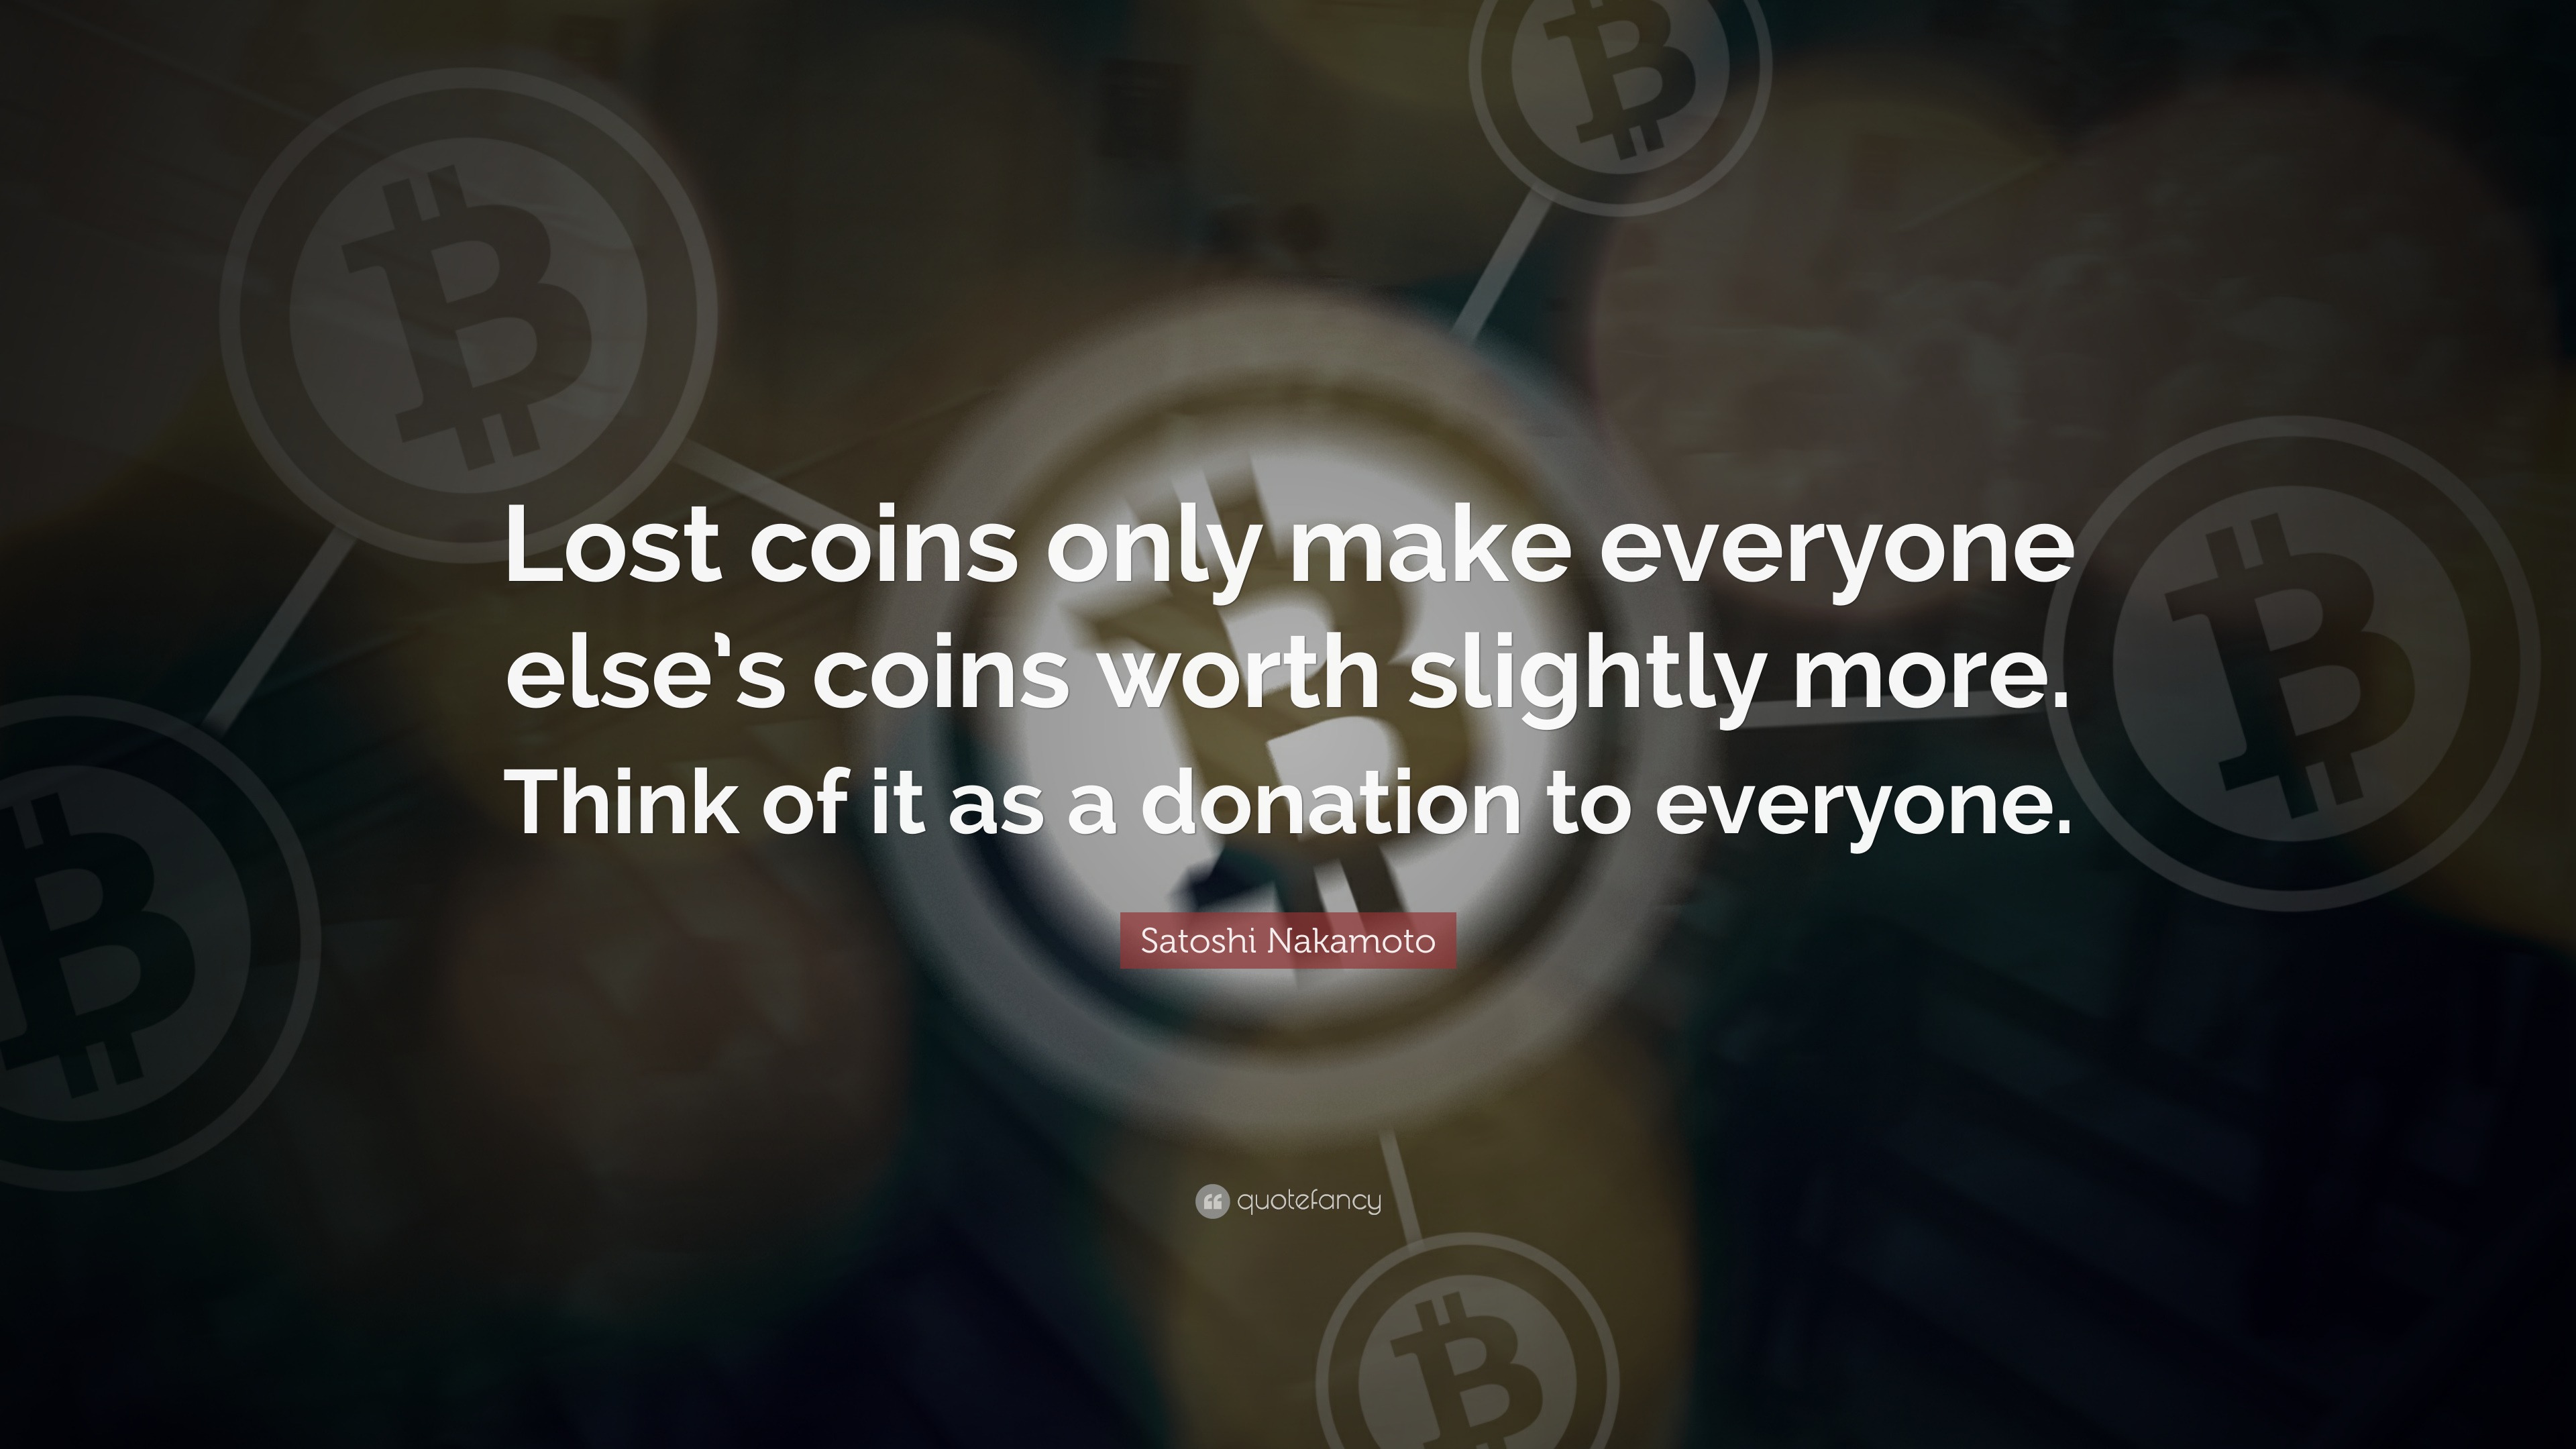 Lost coins only make everyone
else’s coins worth slightly more.
Think of it as a donation to everyone.
Satoshi Nakamoto
quotefancy